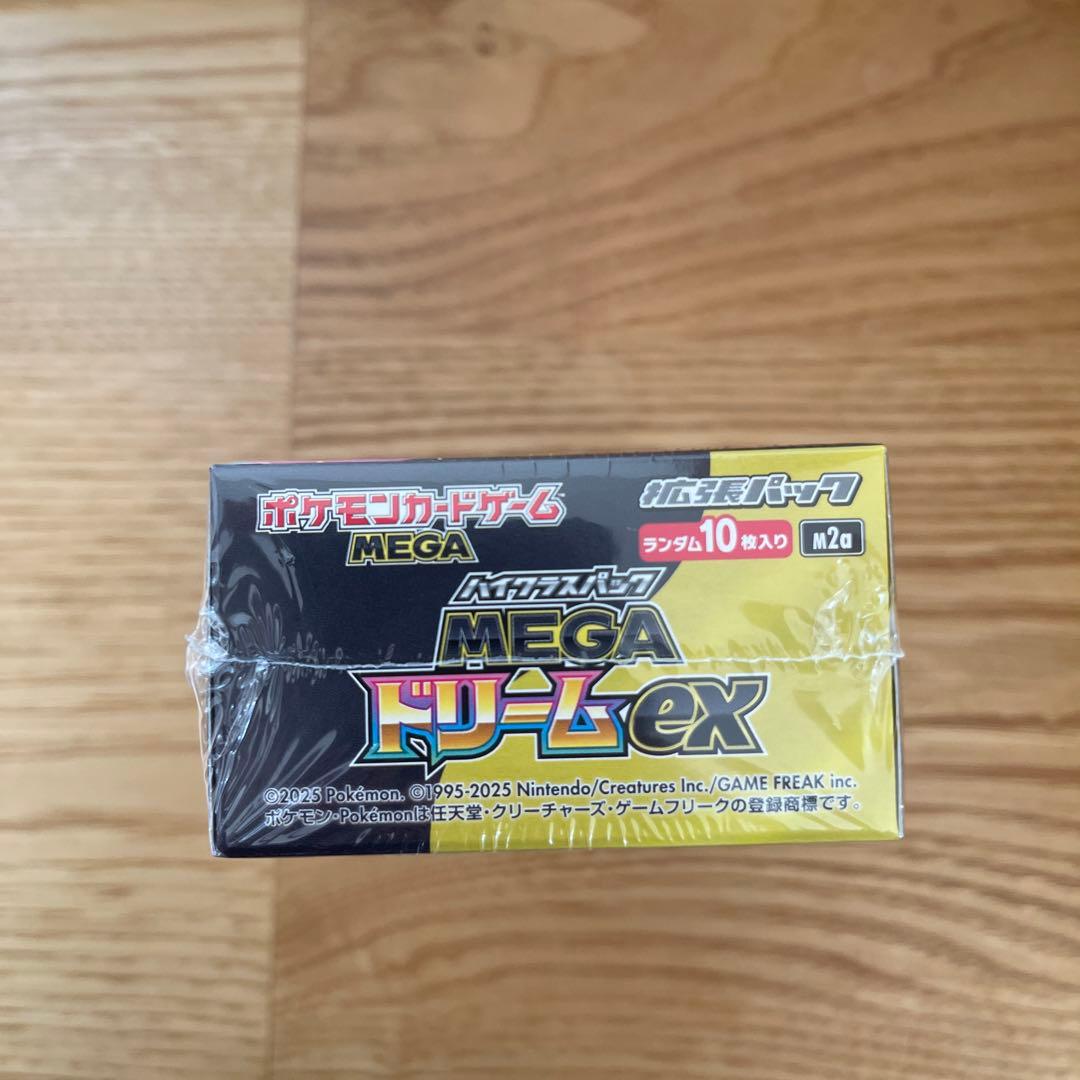 ポケモンカードゲーム
MEGA
拡張パック
ランダム10枚入り
M2a
ハイクラスパック
MEGA
ドリームex
©2025 Pokémon. ©1995-2025 Nintendo/Creatures Inc./GAME FREAK inc.
ポケモン・Pokémonは任天堂・クリーチャーズ・ゲームフリークの登録商標です。